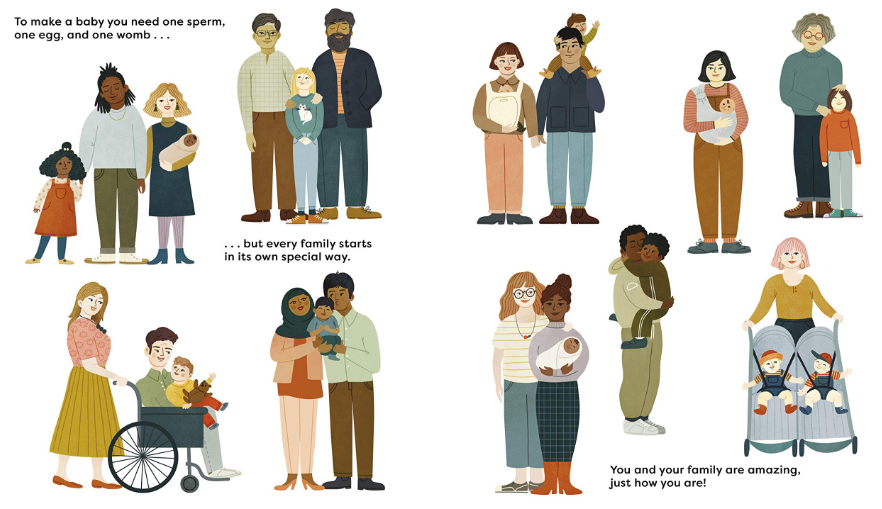 To make a baby you need one sperm,
one egg, and one womb . . .
. . . but every family starts
in its own special way.
You and your family are amazing,
just how you are!